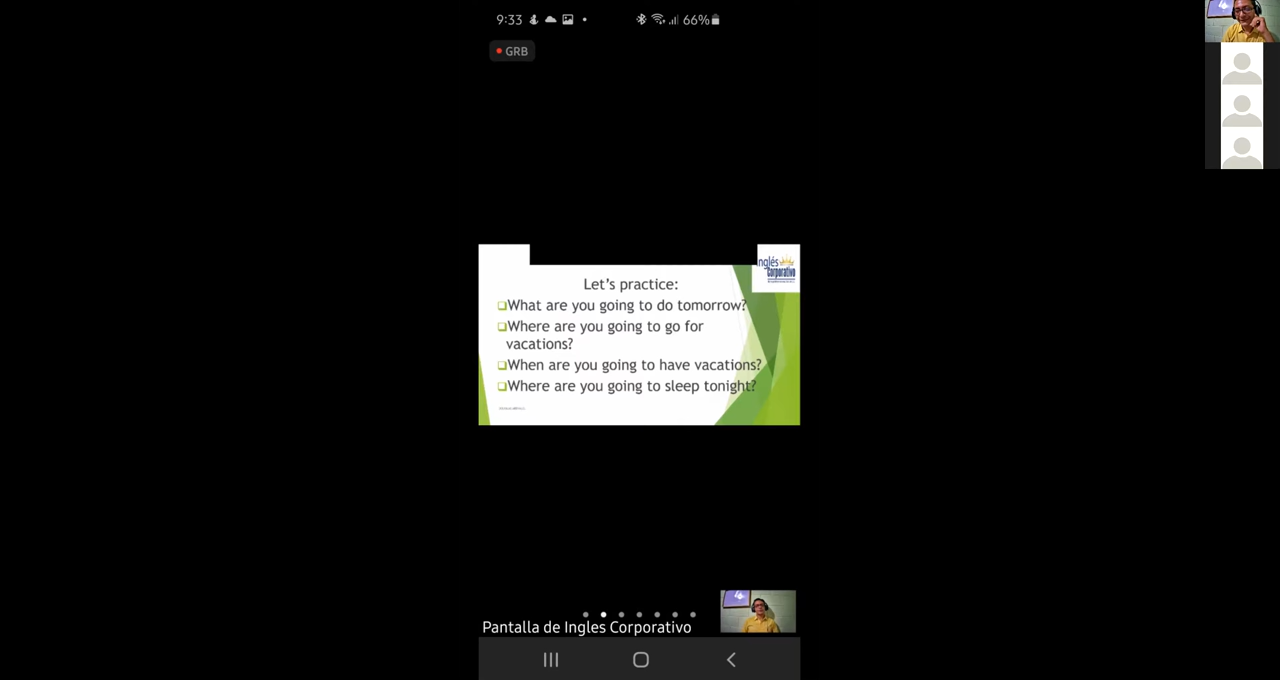 9:33
66%
GRB
Inglés
Corporativo
Let's practice:
❑What are you going to do tomorrow?
❑Where are you going to go for
vacations?
❑When are you going to have vacations?
❑Where are you going to sleep tonight?
Pantalla de Ingles Corporativo